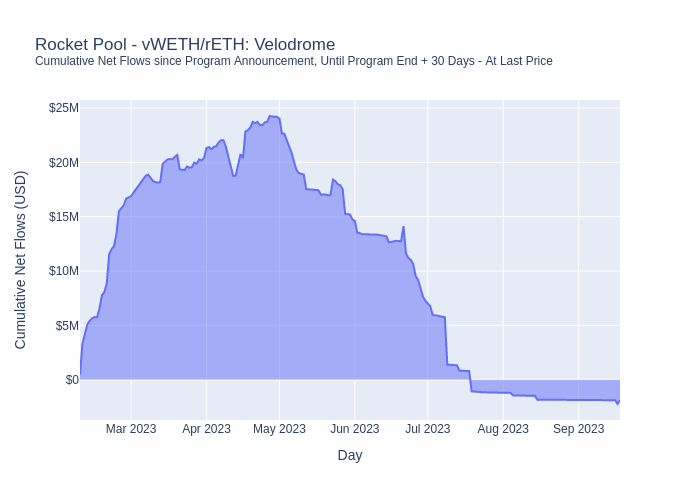 Rocket Pool - vWETH/rETH: Velodrome
Cumulative Net Flows since Program Announcement, Until Program End + 30 Days - At Last Price
Cumulative Net Flows (USD)
$25M
$20M
$15M
$10M
$5M
$0
Mar 2023 Apr 2023 May 2023 Jun 2023 Jul 2023 Aug 2023 Sep 2023
Day